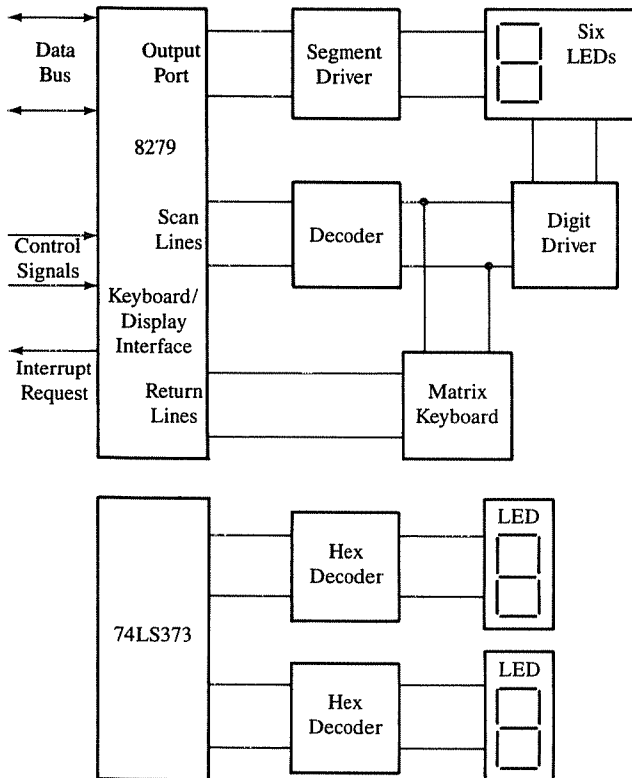 Data
Bus
Output
Port
Segment
Driver
Six
LEDs
8279
Scan
Lines
Decoder
Digit
Driver
Control
Signals
Keyboard/
Display
Interface
Interrupt
Request
Return
Lines
Matrix
Keyboard
74LS373
Hex
Decoder
LED
Hex
Decoder
LED